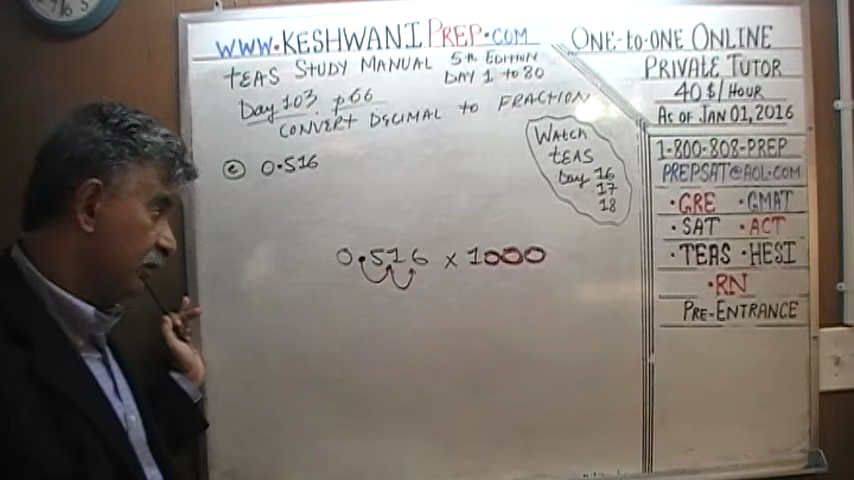 WWW.KESHWANIPREP.COM
TEAS STUDY MANUAL 5th EDITION
DAY 1 to 80
Day 103. p66
CONVERT DECIMAL to FRACTION
Watch
tEAS
Day 16
17
18
(c) 0.516
0.516 x 1000
ONE-to-ONE ONLINE
PRIVATE TUTOR
40$/HOUR
AS OF JAN 01, 2016
1-800-808-PREP
PREPSAT@AOL.COM
•GRE •GMAT
•SAT •ACT
•TEAS •HESI
•RN
PRE-ENTRANCE